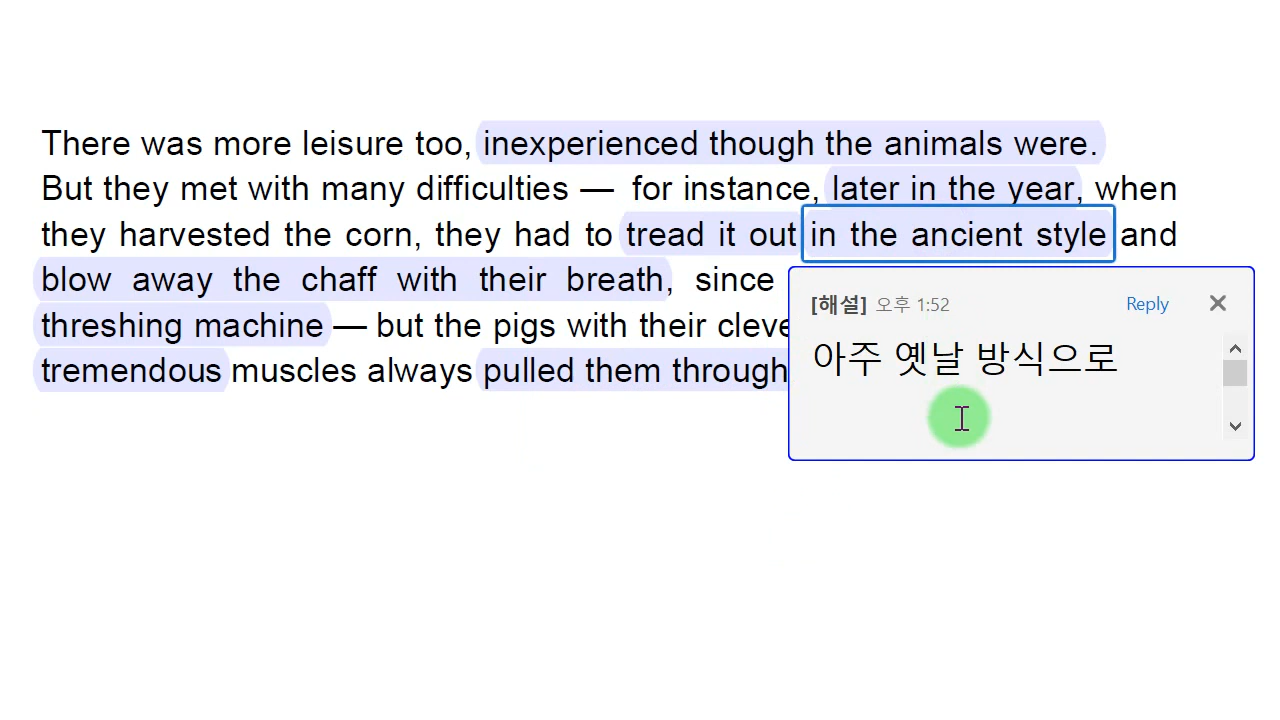 There was more leisure too, inexperienced though the animals were.
But they met with many difficulties — for instance, later in the year, when
they harvested the corn, they had to tread it out in the ancient style and
blow away the chaff with their breath, since
threshing machine — but the pigs with their
tremendous muscles always pulled them through
[해설] 오후 1:52 Reply
아주 옛날 방식으로